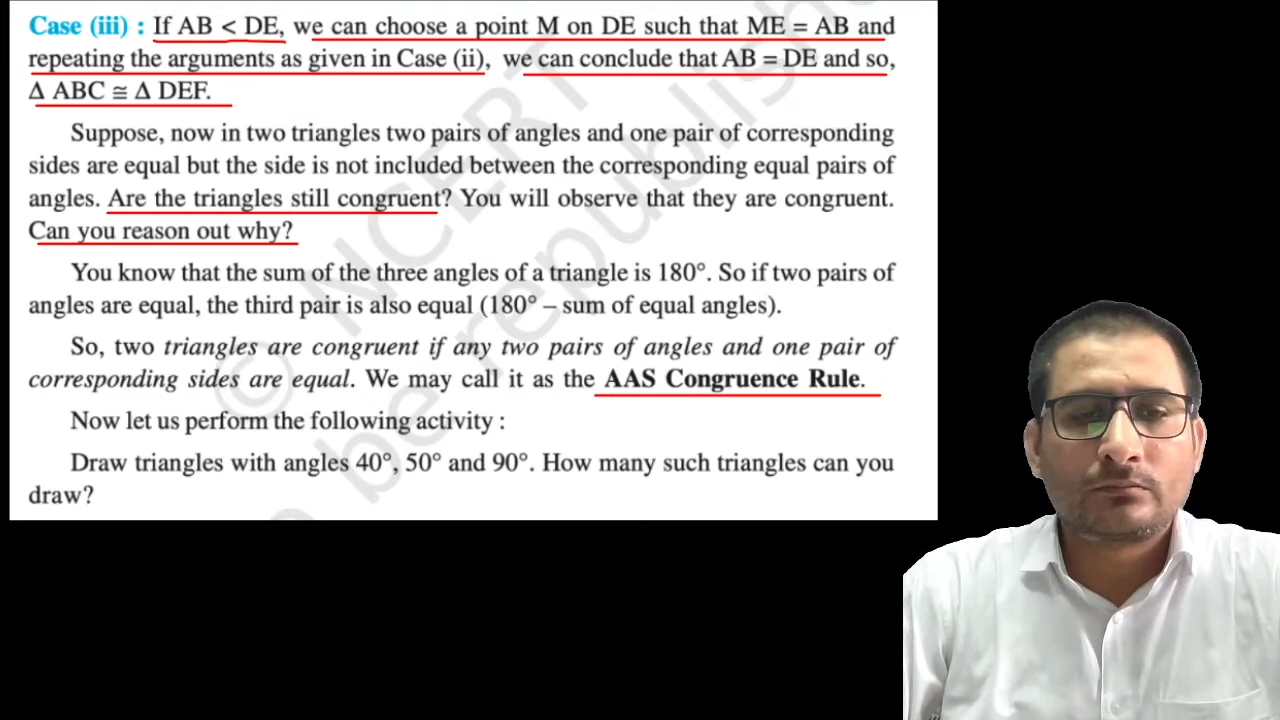 Case (iii) : If AB < DE, we can choose a point M on DE such that ME = AB and
repeating the arguments as given in Case (ii), we can conclude that AB = DE and so,
Δ ABC ≅ Δ DEF.
Suppose, now in two triangles two pairs of angles and one pair of corresponding
sides are equal but the side is not included between the corresponding equal pairs of
angles. Are the triangles still congruent? You will observe that they are congruent.
Can you reason out why?
You know that the sum of the three angles of a triangle is 180°. So if two pairs of
angles are equal, the third pair is also equal (180° – sum of equal angles).
So, two triangles are congruent if any two pairs of angles and one pair of
corresponding sides are equal. We may call it as the AAS Congruence Rule.
Now let us perform the following activity :
Draw triangles with angles 40°, 50° and 90°. How many such triangles can you
draw?
© NCERT
be republished